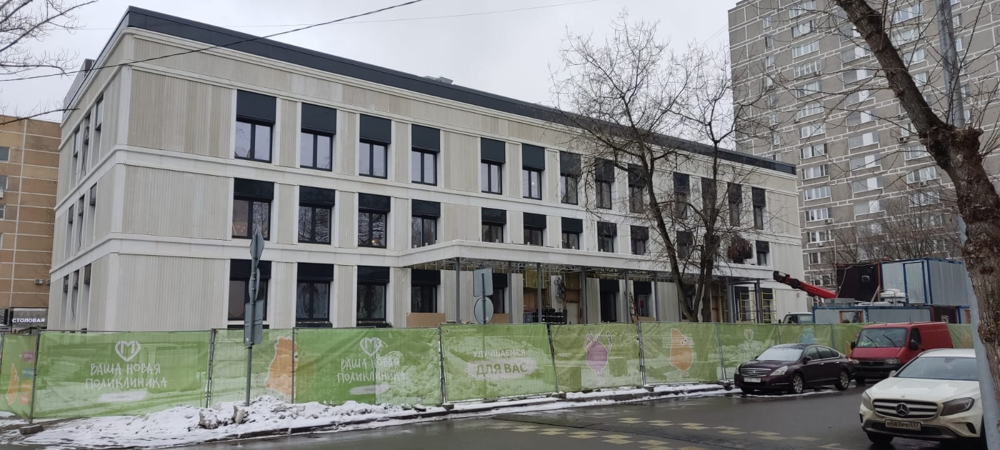 СТОЛОВАЯ
ВАША НОВАЯ
ПОЛИКЛИНИКА
ВАША НОВАЯ
ПОЛИКЛИНИКА
УЛУЧШАЕМСЯ
ДЛЯ ВАС